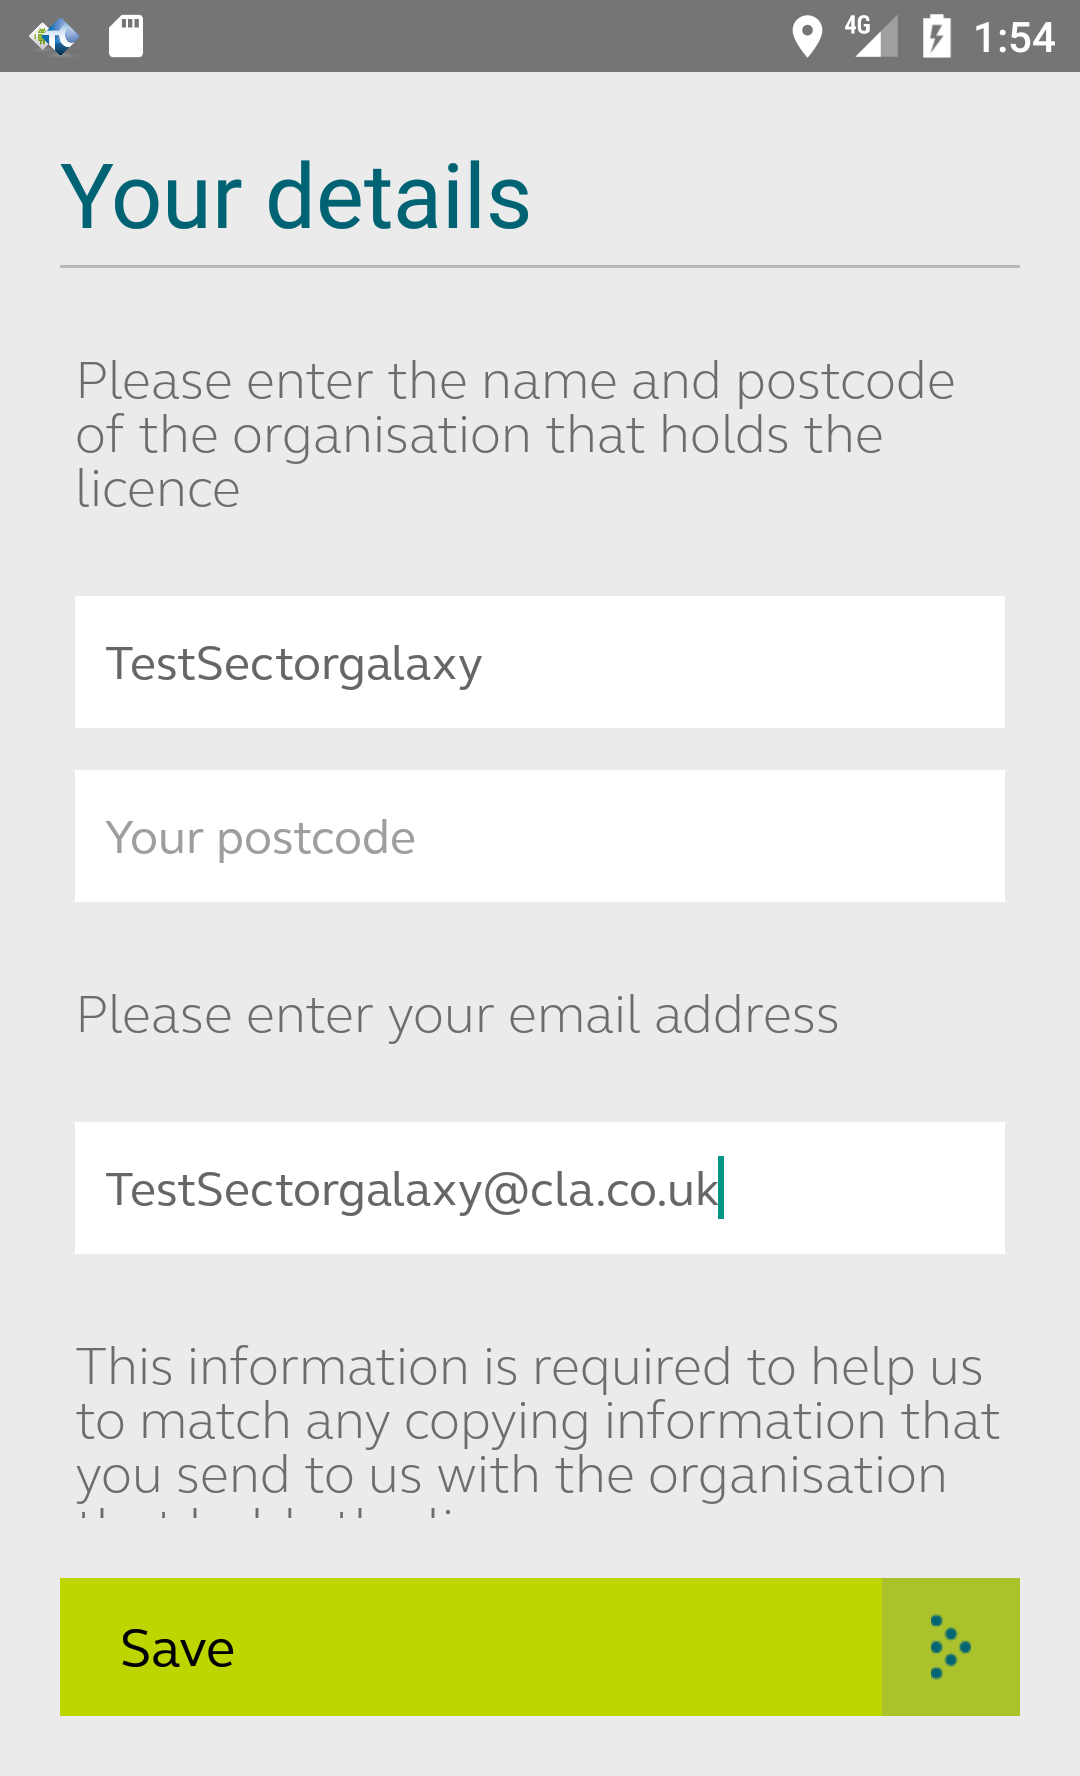 4G 1:54
Your details
Please enter the name and postcode
of the organisation that holds the
licence
TestSectorgalaxy
Your postcode
Please enter your email address
TestSectorgalaxy@cla.co.uk
This information is required to help us
to match any copying information that
you send to us with the organisation
Save